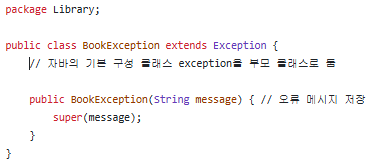 package Library;
public class BookException extends Exception {
// 자바의 기본 구성 클래스 exception을 부모 클래스로 둠
public BookException(String message) { // 오류 메시지 저장
super(message);
}
}